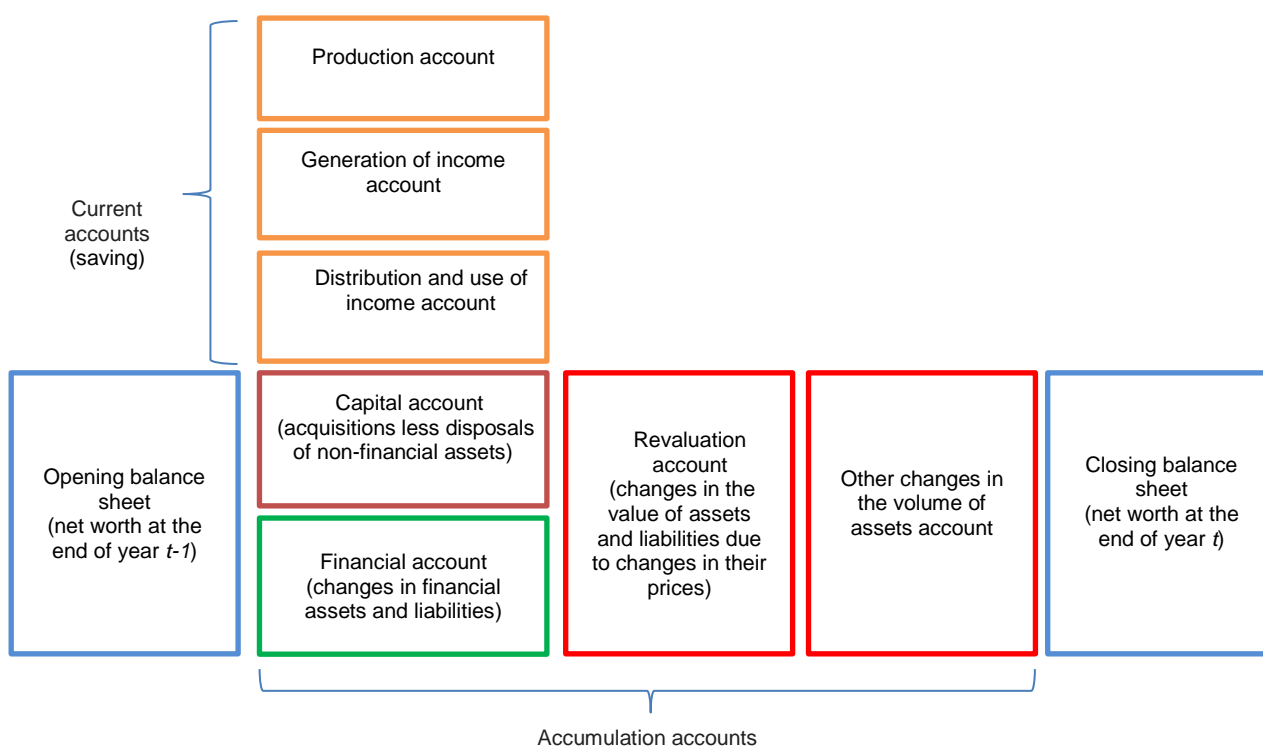 Production account
Generation of income
account
Current
accounts
(saving)
Distribution and use of
income account
Opening balance
sheet
(net worth at the
end of year t-1)
Capital account
(acquisitions less disposals
of non-financial assets)
Financial account
(changes in financial
assets and liabilities)
Revaluation
account
(changes in the
value of assets
and liabilities due
to changes in their
prices)
Other changes in
the volume of
assets account
Closing balance
sheet
(net worth at the
end of year t)
Accumulation accounts